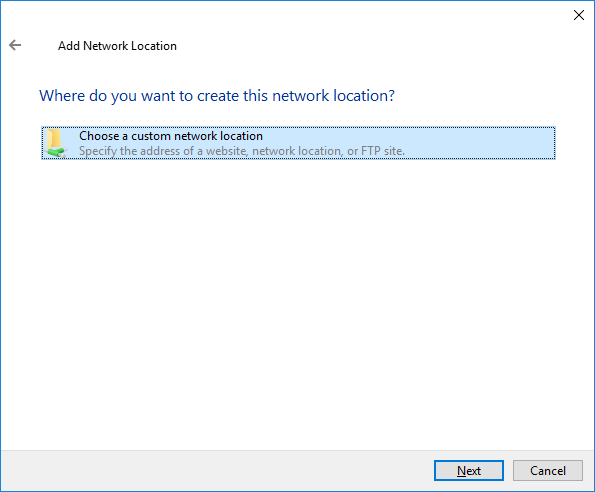 Add Network Location
Where do you want to create this network location?
Choose a custom network location
Specify the address of a website, network location, or FTP site.
Next
Cancel